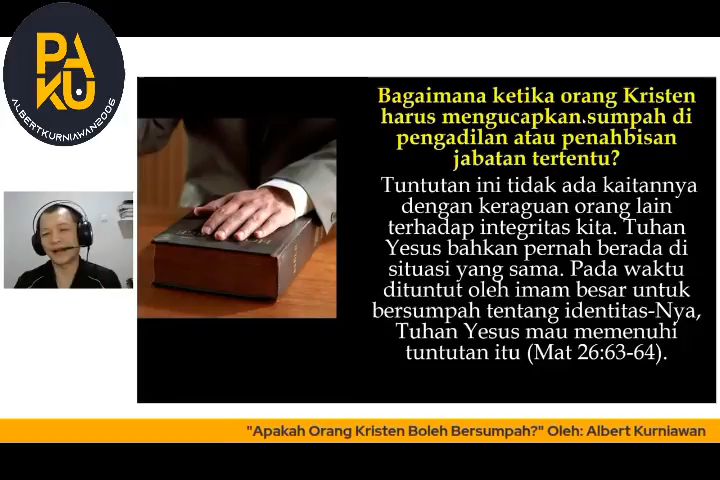 PA
KU
ALBERTKURNIAWAN2006
Bagaimana ketika orang Kristen
harus mengucapkan sumpah di
pengadilan atau penahbisan
jabatan tertentu?
Tuntutan ini tidak ada kaitannya
dengan keraguan orang lain
terhadap integritas kita. Tuhan
Yesus bahkan pernah berada di
situasi yang sama. Pada waktu
dituntut oleh imam besar untuk
bersumpah tentang identitas-Nya,
Tuhan Yesus mau memenuhi
tuntutan itu (Mat 26:63-64).
"Apakah Orang Kristen Boleh Bersumpah?" Oleh: Albert Kurniawan